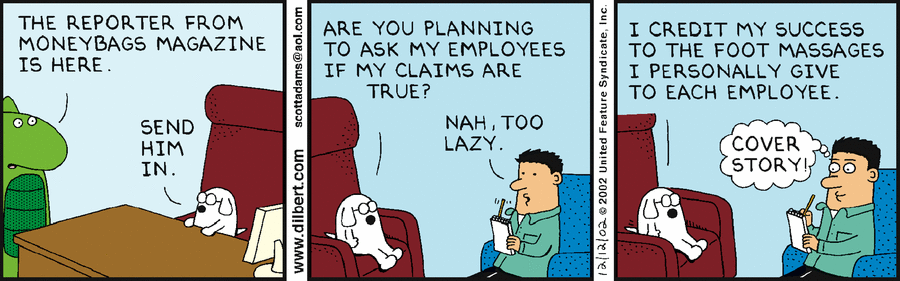 THE REPORTER FROM
MONEYBAGS MAGAZINE
IS HERE.
SEND
HIM
IN.
www.dilbert.com
scottadams@aol.com
ARE YOU PLANNING
TO ASK MY EMPLOYEES
IF MY CLAIMS ARE
TRUE?
NAH, TOO
LAZY.
12/12/02 © 2002 United Feature Syndicate, Inc.
I CREDIT MY SUCCESS
TO THE FOOT MASSAGES
I PERSONALLY GIVE
TO EACH EMPLOYEE.
COVER
STORY!